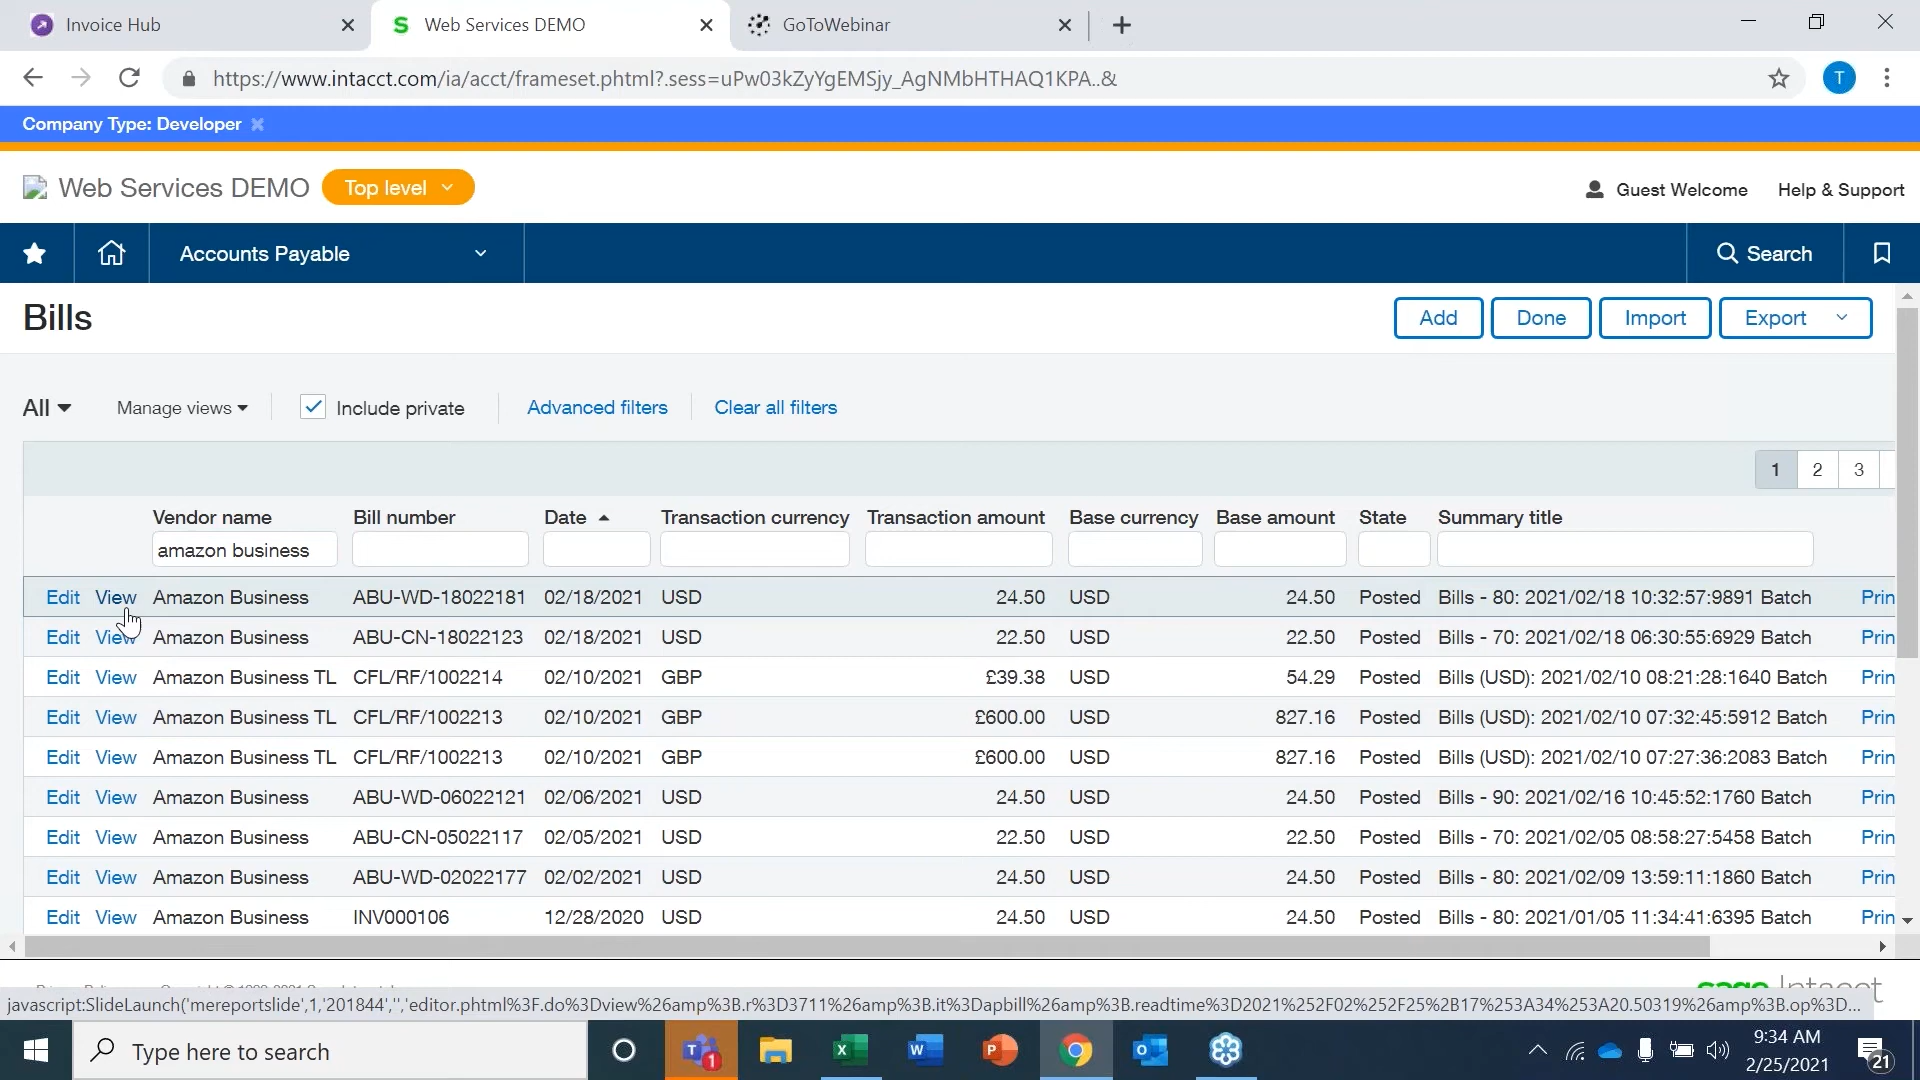 Invoice Hub
Web Services DEMO
GoToWebinar
https://www.intacct.com/ia/acct/frameset.phtml?.sess=uPw03kZyYgEMSjy_AgNMbHTHAQ1KPA..&
T
Company Type: Developer
Web Services DEMO Top level
Guest Welcome Help & Support
Accounts Payable
Search
Bills
Add Done Import Export
All Manage views Include private Advanced filters Clear all filters
1 2 3
Vendor name Bill number Date Transaction currency Transaction amount Base currency Base amount State Summary title
amazon business
Edit View Amazon Business ABU-WD-18022181 02/18/2021 USD 24.50 USD 24.50 Posted Bills - 80: 2021/02/18 10:32:57:9891 Batch Prin
Edit View Amazon Business ABU-CN-18022123 02/18/2021 USD 22.50 USD 22.50 Posted Bills - 70: 2021/02/18 06:30:55:6929 Batch Prin
Edit View Amazon Business TL CFL/RF/1002214 02/10/2021 GBP £39.38 USD 54.29 Posted Bills (USD): 2021/02/10 08:21:28:1640 Batch Prin
Edit View Amazon Business TL CFL/RF/1002213 02/10/2021 GBP £600.00 USD 827.16 Posted Bills (USD): 2021/02/10 07:32:45:5912 Batch Prin
Edit View Amazon Business TL CFL/RF/1002213 02/10/2021 GBP £600.00 USD 827.16 Posted Bills (USD): 2021/02/10 07:27:36:2083 Batch Prin
Edit View Amazon Business ABU-WD-06022121 02/06/2021 USD 24.50 USD 24.50 Posted Bills - 90: 2021/02/16 10:45:52:1760 Batch Prin
Edit View Amazon Business ABU-CN-05022117 02/05/2021 USD 22.50 USD 22.50 Posted Bills - 70: 2021/02/05 08:58:27:5458 Batch Prin
Edit View Amazon Business ABU-WD-02022177 02/02/2021 USD 24.50 USD 24.50 Posted Bills - 80: 2021/02/09 13:59:11:1860 Batch Prin
Edit View Amazon Business INV000106 12/28/2020 USD 24.50 USD 24.50 Posted Bills - 80: 2021/01/05 11:34:41:6395 Batch Prin
javascript:SlideLaunch('mereportslide',1,'201844','','editor.phtml%3F.do%3Dview%26amp%3B.r%3D3711%26amp%3B.it%3Dapbill%26amp%3B.readtime%3D2021%252F02%252F25%2B17%253A34%253A20.50319%26amp%3B.op%3D...
Type here to search
1
9:34 AM
2/25/2021
21